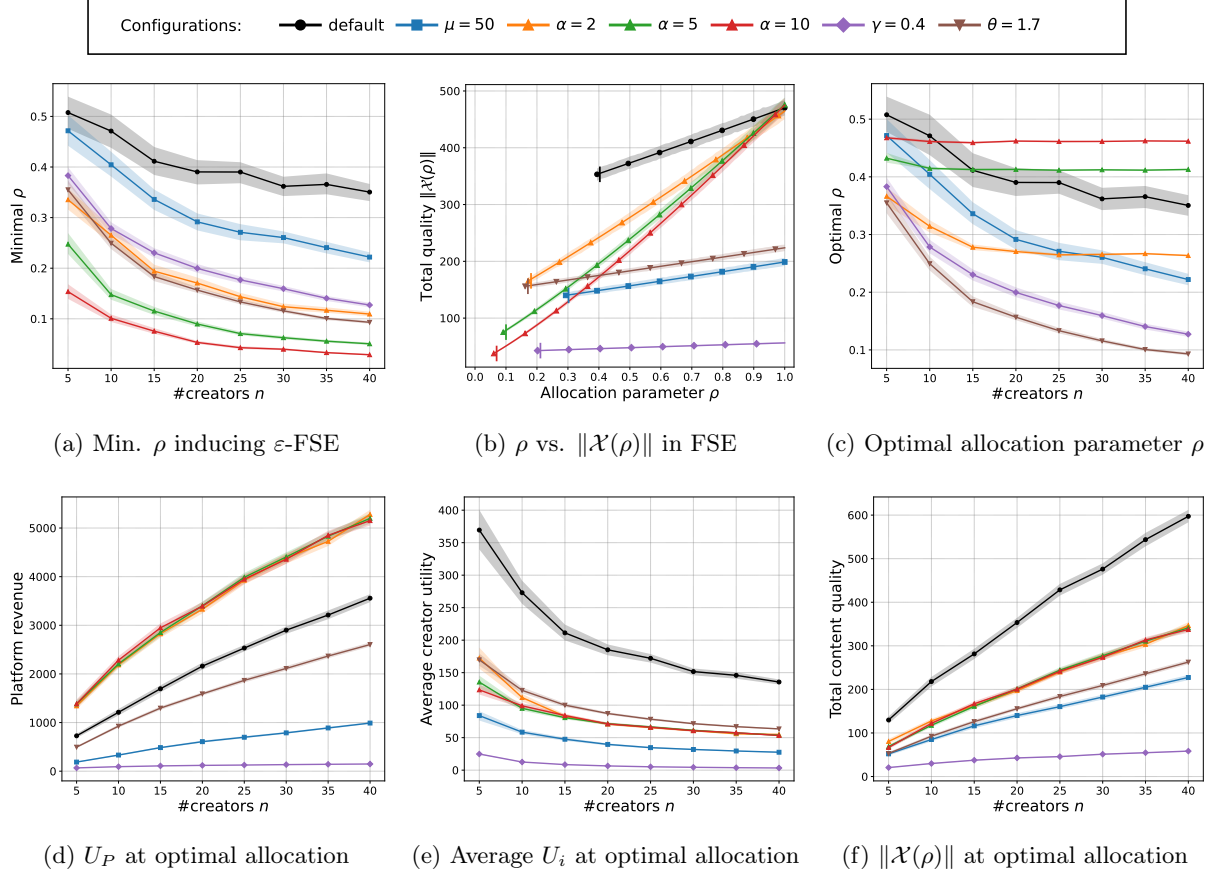 Configurations: default μ = 50 α = 2 α = 5 α = 10 γ = 0.4 θ = 1.7
Minimal ρ
0.5
0.4
0.3
0.2
0.1
5 10 15 20 25 30 35 40
#creators n
(a) Min. ρ inducing ε-FSE
Total quality ‖𝒳(ρ)‖
500
400
300
200
100
0.0 0.1 0.2 0.3 0.4 0.5 0.6 0.7 0.8 0.9 1.0
Allocation parameter ρ
(b) ρ vs. ‖𝒳(ρ)‖ in FSE
Optimal ρ
0.5
0.4
0.3
0.2
0.1
5 10 15 20 25 30 35 40
#creators n
(c) Optimal allocation parameter ρ
Platform revenue
5000
4000
3000
2000
1000
0
5 10 15 20 25 30 35 40
#creators n
(d) U_P at optimal allocation
Average creator utility
400
350
300
250
200
150
100
50
0
5 10 15 20 25 30 35 40
#creators n
(e) Average U_i at optimal allocation
Total content quality
600
500
400
300
200
100
0
5 10 15 20 25 30 35 40
#creators n
(f) ‖𝒳(ρ)‖ at optimal allocation